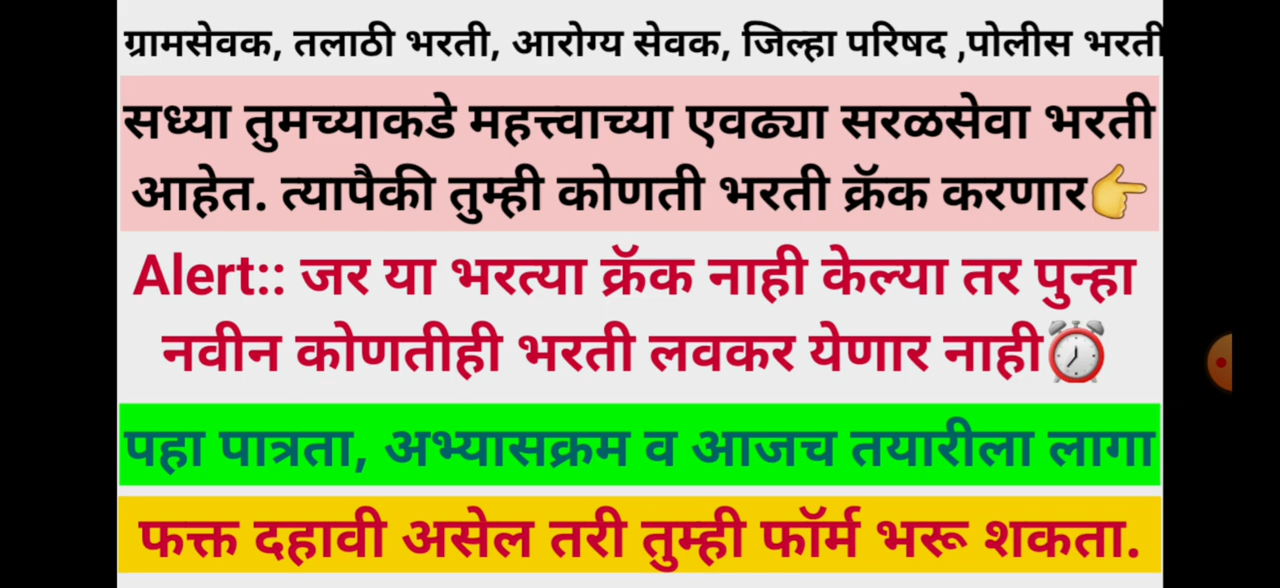 ग्रामसेवक, तलाठी भरती, आरोग्य सेवक, जिल्हा परिषद ,पोलीस भरती
सध्या तुमच्याकडे महत्त्वाच्या एवढ्या सरळसेवा भरती
आहेत. त्यापैकी तुम्ही कोणती भरती क्रॅक करणार👉
Alert:: जर या भरत्या क्रॅक नाही केल्या तर पुन्हा
नवीन कोणतीही भरती लवकर येणार नाही⏰
पहा पात्रता, अभ्यासक्रम व आजच तयारीला लागा
फक्त दहावी असेल तरी तुम्ही फॉर्म भरू शकता.